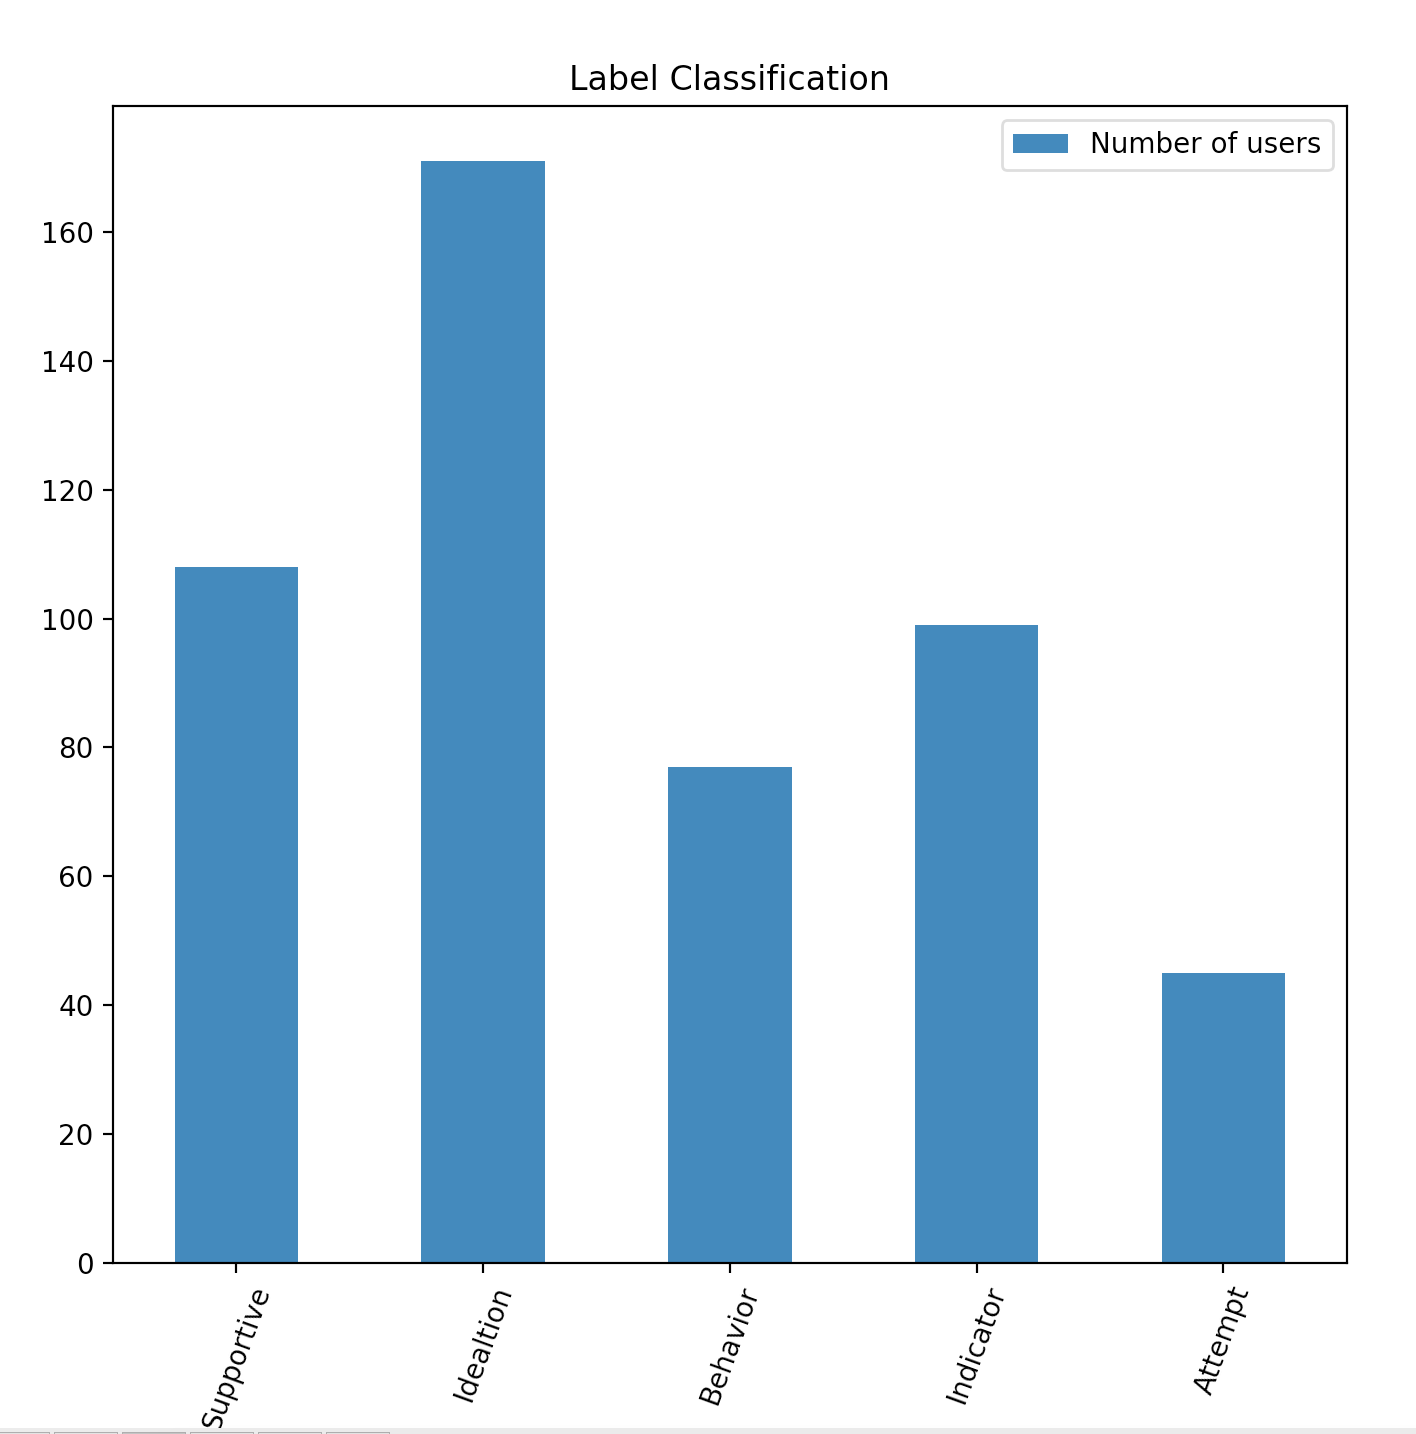 Label Classification
Number of users
160
140
120
100
80
60
40
20
0
Supportive
Idealtion
Behavior
Indicator
Attempt